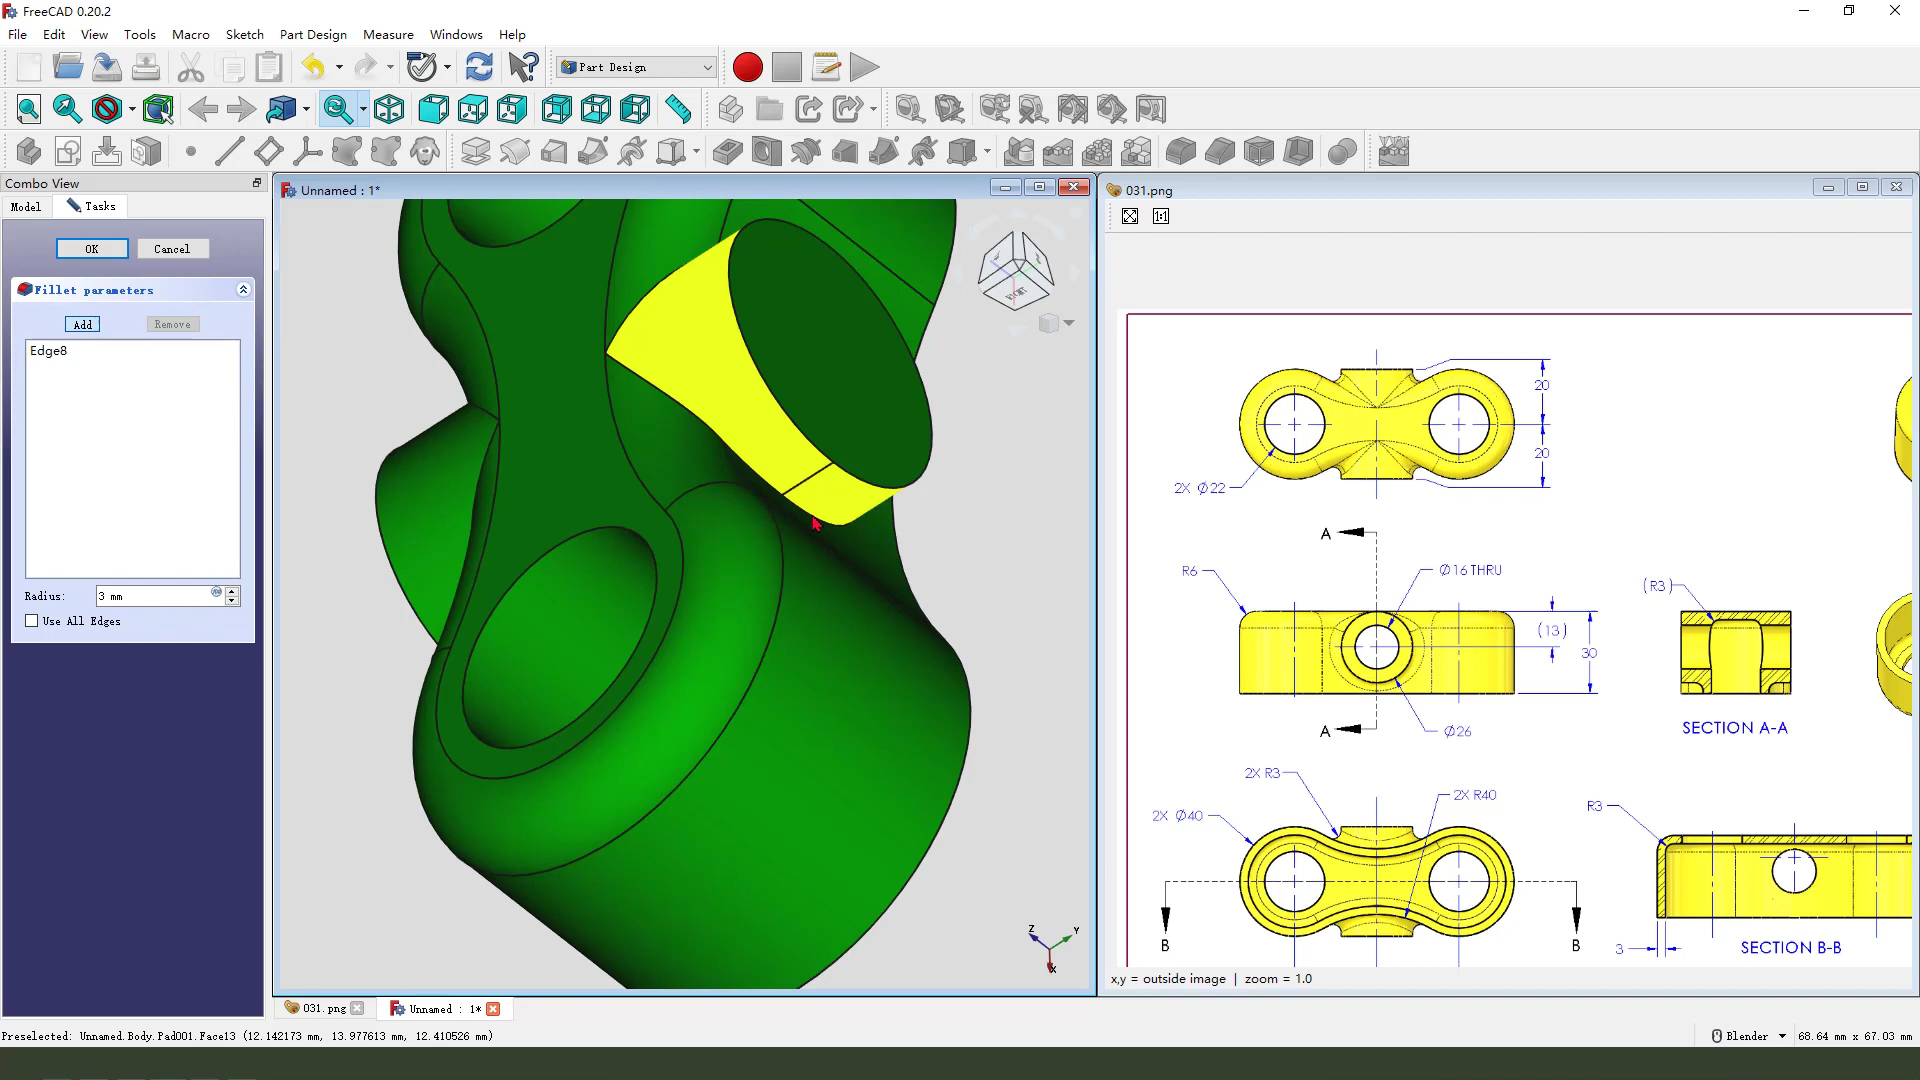 FreeCAD 0.20.2
File Edit View Tools Macro Sketch Part Design Measure Windows Help
Part Design
Combo View
Model Tasks
OK Cancel
Fillet parameters
Add Remove
Edge8
Radius: 3 mm
Use All Edges
Unnamed : 1*
Z
Y
X
031.png
1:1
20
20
2X Ø22
A
R6
Ø16 THRU
(R3)
(13)
30
A
Ø26
SECTION A-A
2X R3
2X R40
2X Ø40
R3
B
B
3
SECTION B-B
x,y = outside image | zoom = 1.0
031.png Unnamed : 1*
Preselected: Unnamed.Body.Pad001.Face13 (12.142173 mm, 13.977613 mm, 12.410526 mm)
Blender 68.64 mm x 67.03 mm